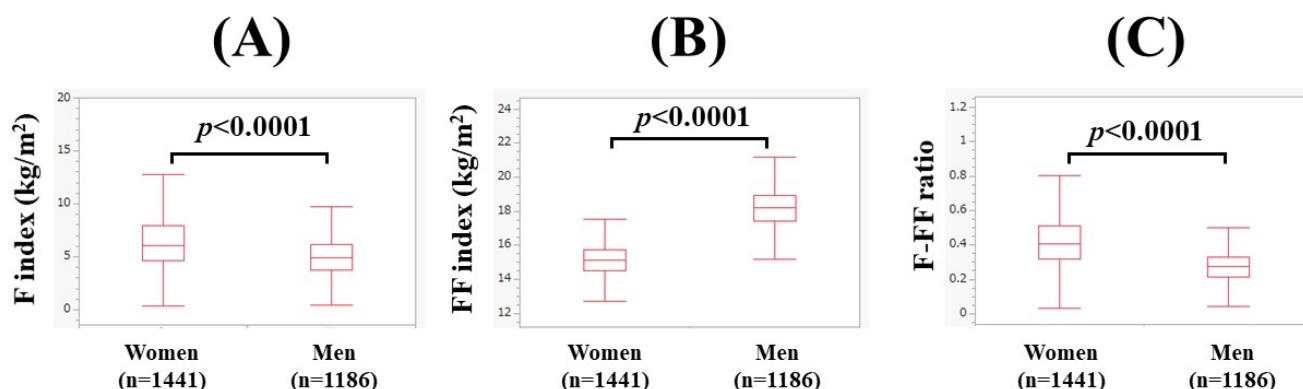 (A)
F index (kg/m²)
20
15
10
5
0
p<0.0001
Women
(n=1441)
Men
(n=1186)
(B)
FF index (kg/m²)
24
22
20
18
16
14
12
p<0.0001
Women
(n=1441)
Men
(n=1186)
(C)
F-FF ratio
1.2
1
0.8
0.6
0.4
0.2
0
p<0.0001
Women
(n=1441)
Men
(n=1186)